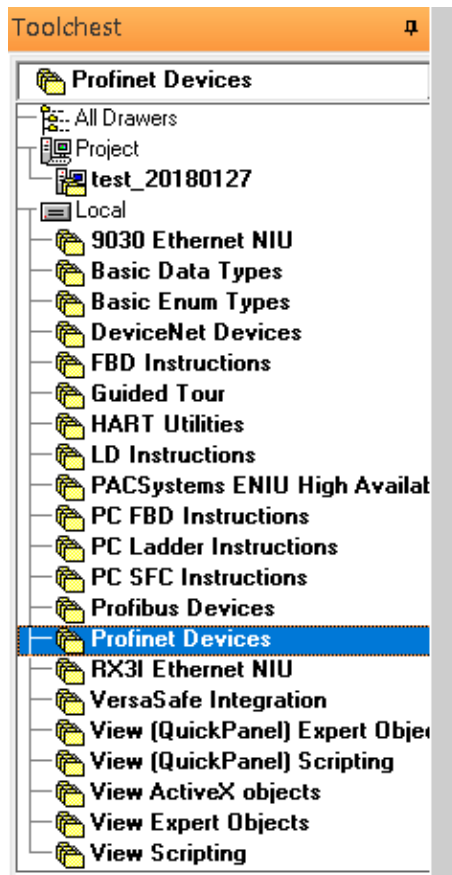 Toolchest
Profinet Devices
All Drawers
Project
test_20180127
Local
9030 Ethernet NIU
Basic Data Types
Basic Enum Types
DeviceNet Devices
FBD Instructions
Guided Tour
HART Utilities
LD Instructions
PACSystems ENIU High Availab
PC FBD Instructions
PC Ladder Instructions
PC SFC Instructions
Profibus Devices
Profinet Devices
RX3I Ethernet NIU
VersaSafe Integration
View (QuickPanel) Expert Objec
View (QuickPanel) Scripting
View ActiveX objects
View Expert Objects
View Scripting